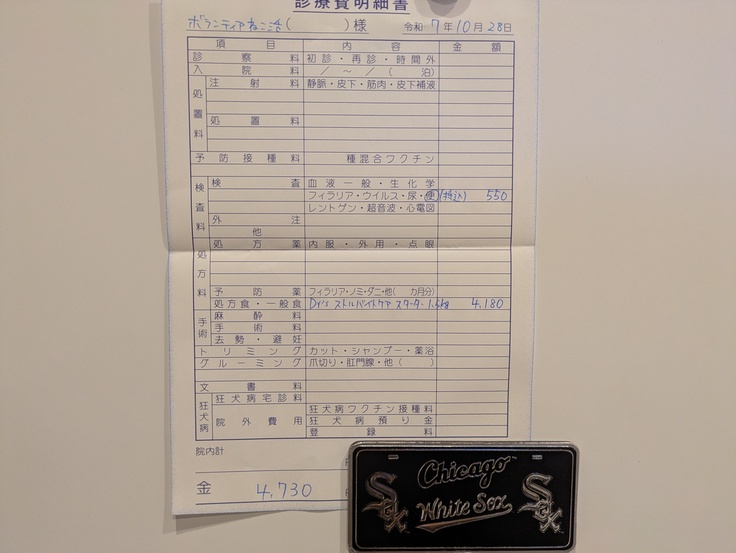 診療費明細書
ボランティアねこ活( )様 令和 7年10月28日
項目 内容 金額
診察料 初診・再診・時間外
入院料 / ~ / ( 泊)
処置料 注射料 静脈・皮下・筋肉・皮下補液
処置料
予防接種料 種混合ワクチン
検査料 検査 血液一般・生化学
フィラリア・ウイルス・尿・便 (税込) 550
レントゲン・超音波・心電図
外注
他
処方料 処方薬 内服・外用・点眼
予防薬 フィラリア・ノミ・ダニ・他( カ月分)
処方食・一般食 Dr's ストルバイトケア スターター 1.5kg 4,180
手術 麻酔料
手術料
去勢・避妊
トリミング カット・シャンプー・薬浴
グルーミング 爪切り・肛門腺・他( )
文書料
狂犬病 狂犬病宅診料
院外費用 狂犬病ワクチン接種料
狂犬病預り金
登録料
院内計
金 4,730
Chicago
White Sox
Sox
Sox